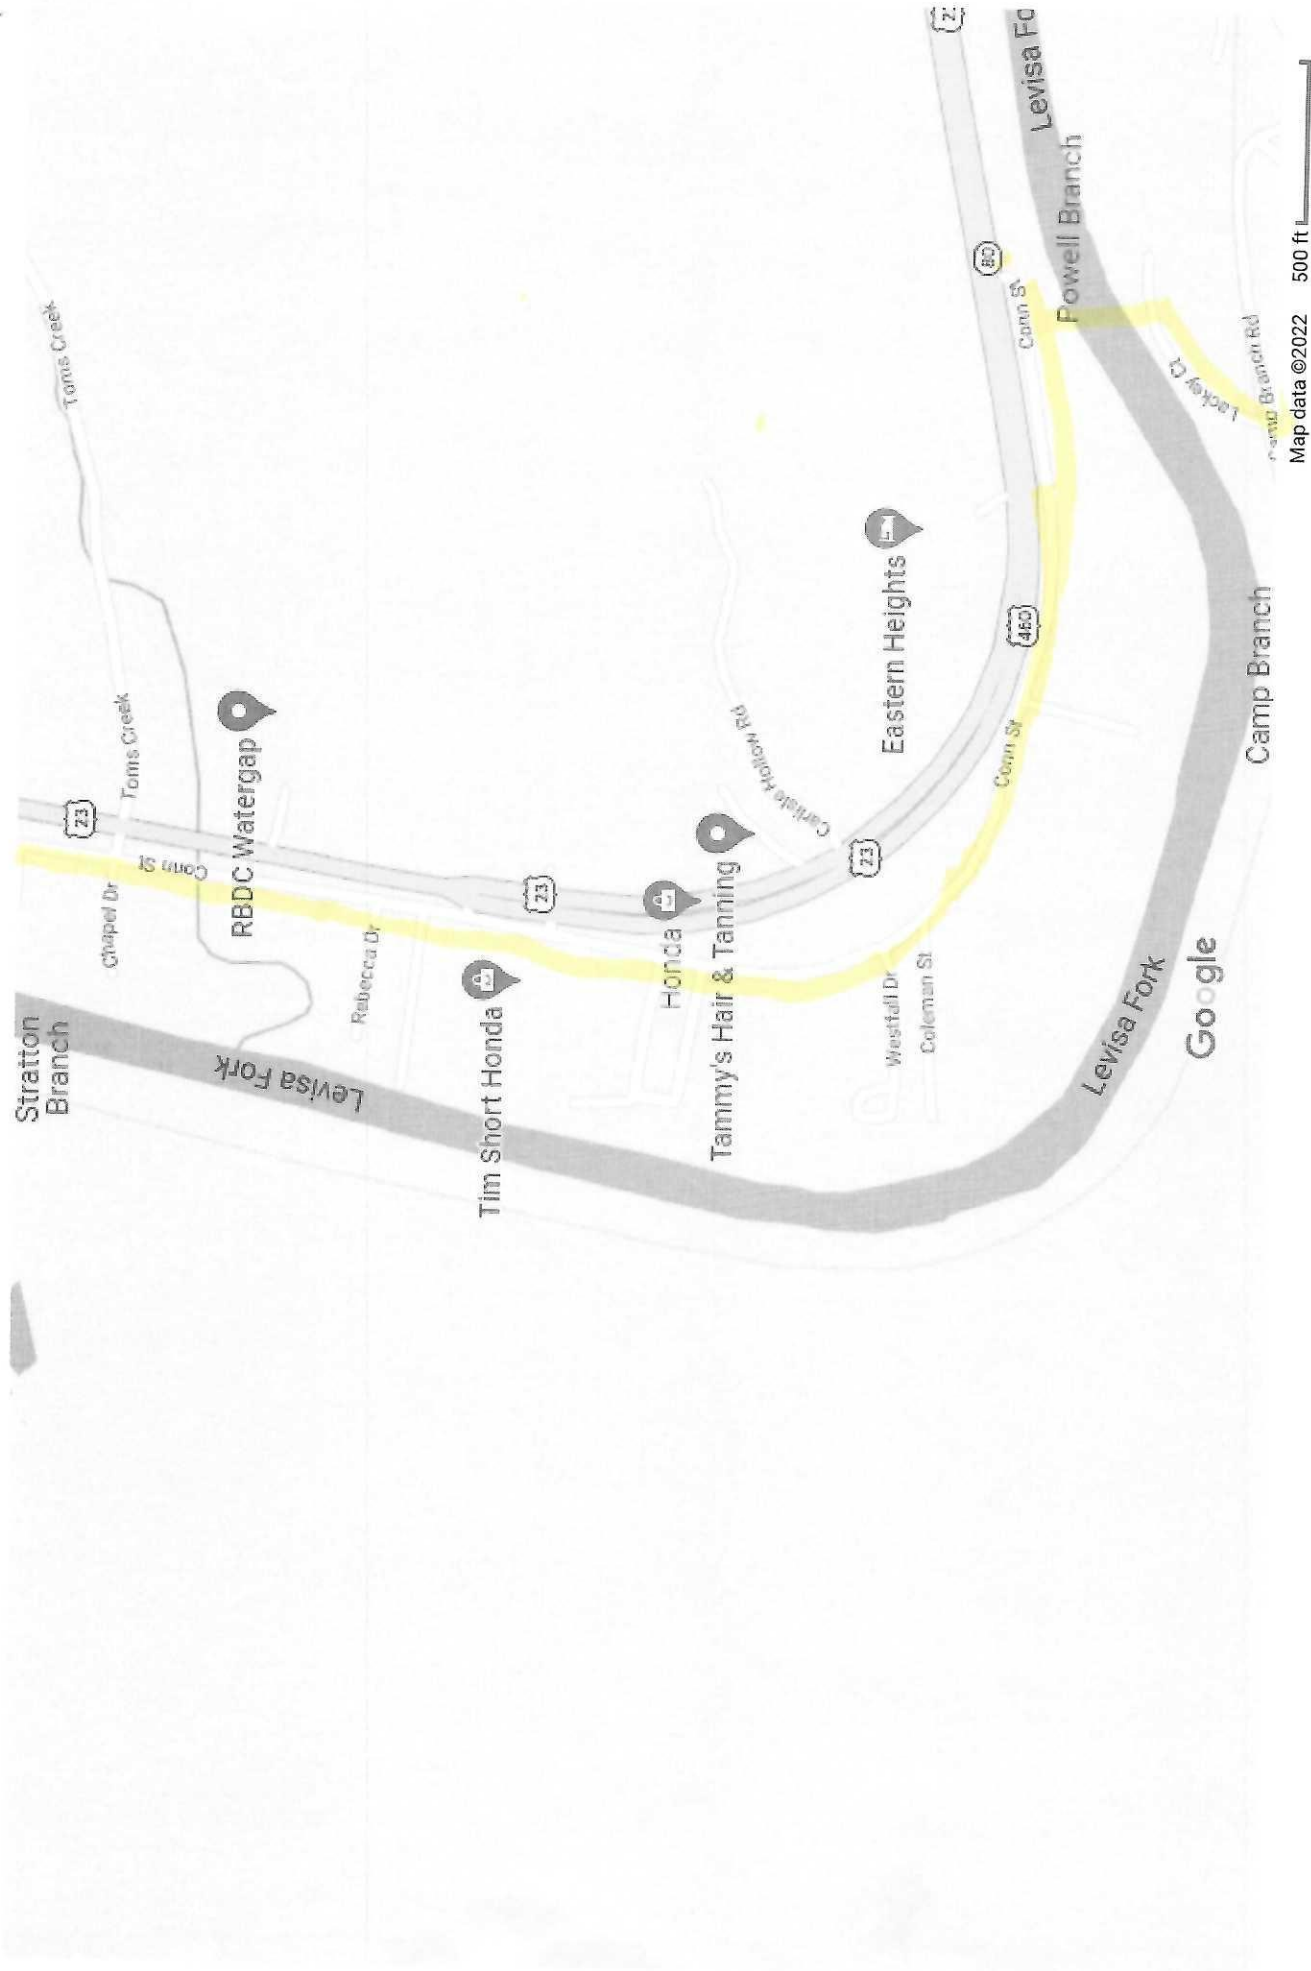 Stratton
Branch
Toms Creek
23
Chapel Dr
Toms Creek
Conn St
RBDC Watergap
Levisa Fork
Rebecca Dr
Tim Short Honda
23
Honda
Tammy's Hair & Tanning
Carlisle Hollow Rd
23
Westfall Dr
Eastern Heights
Coleman St
80
Conn St
460
Conn St
Levisa Fo
Powell Branch
Levisa Fork
Google
Lackey Ct
Camp Branch
Camp Branch Rd
Map data ©2022 500 ft